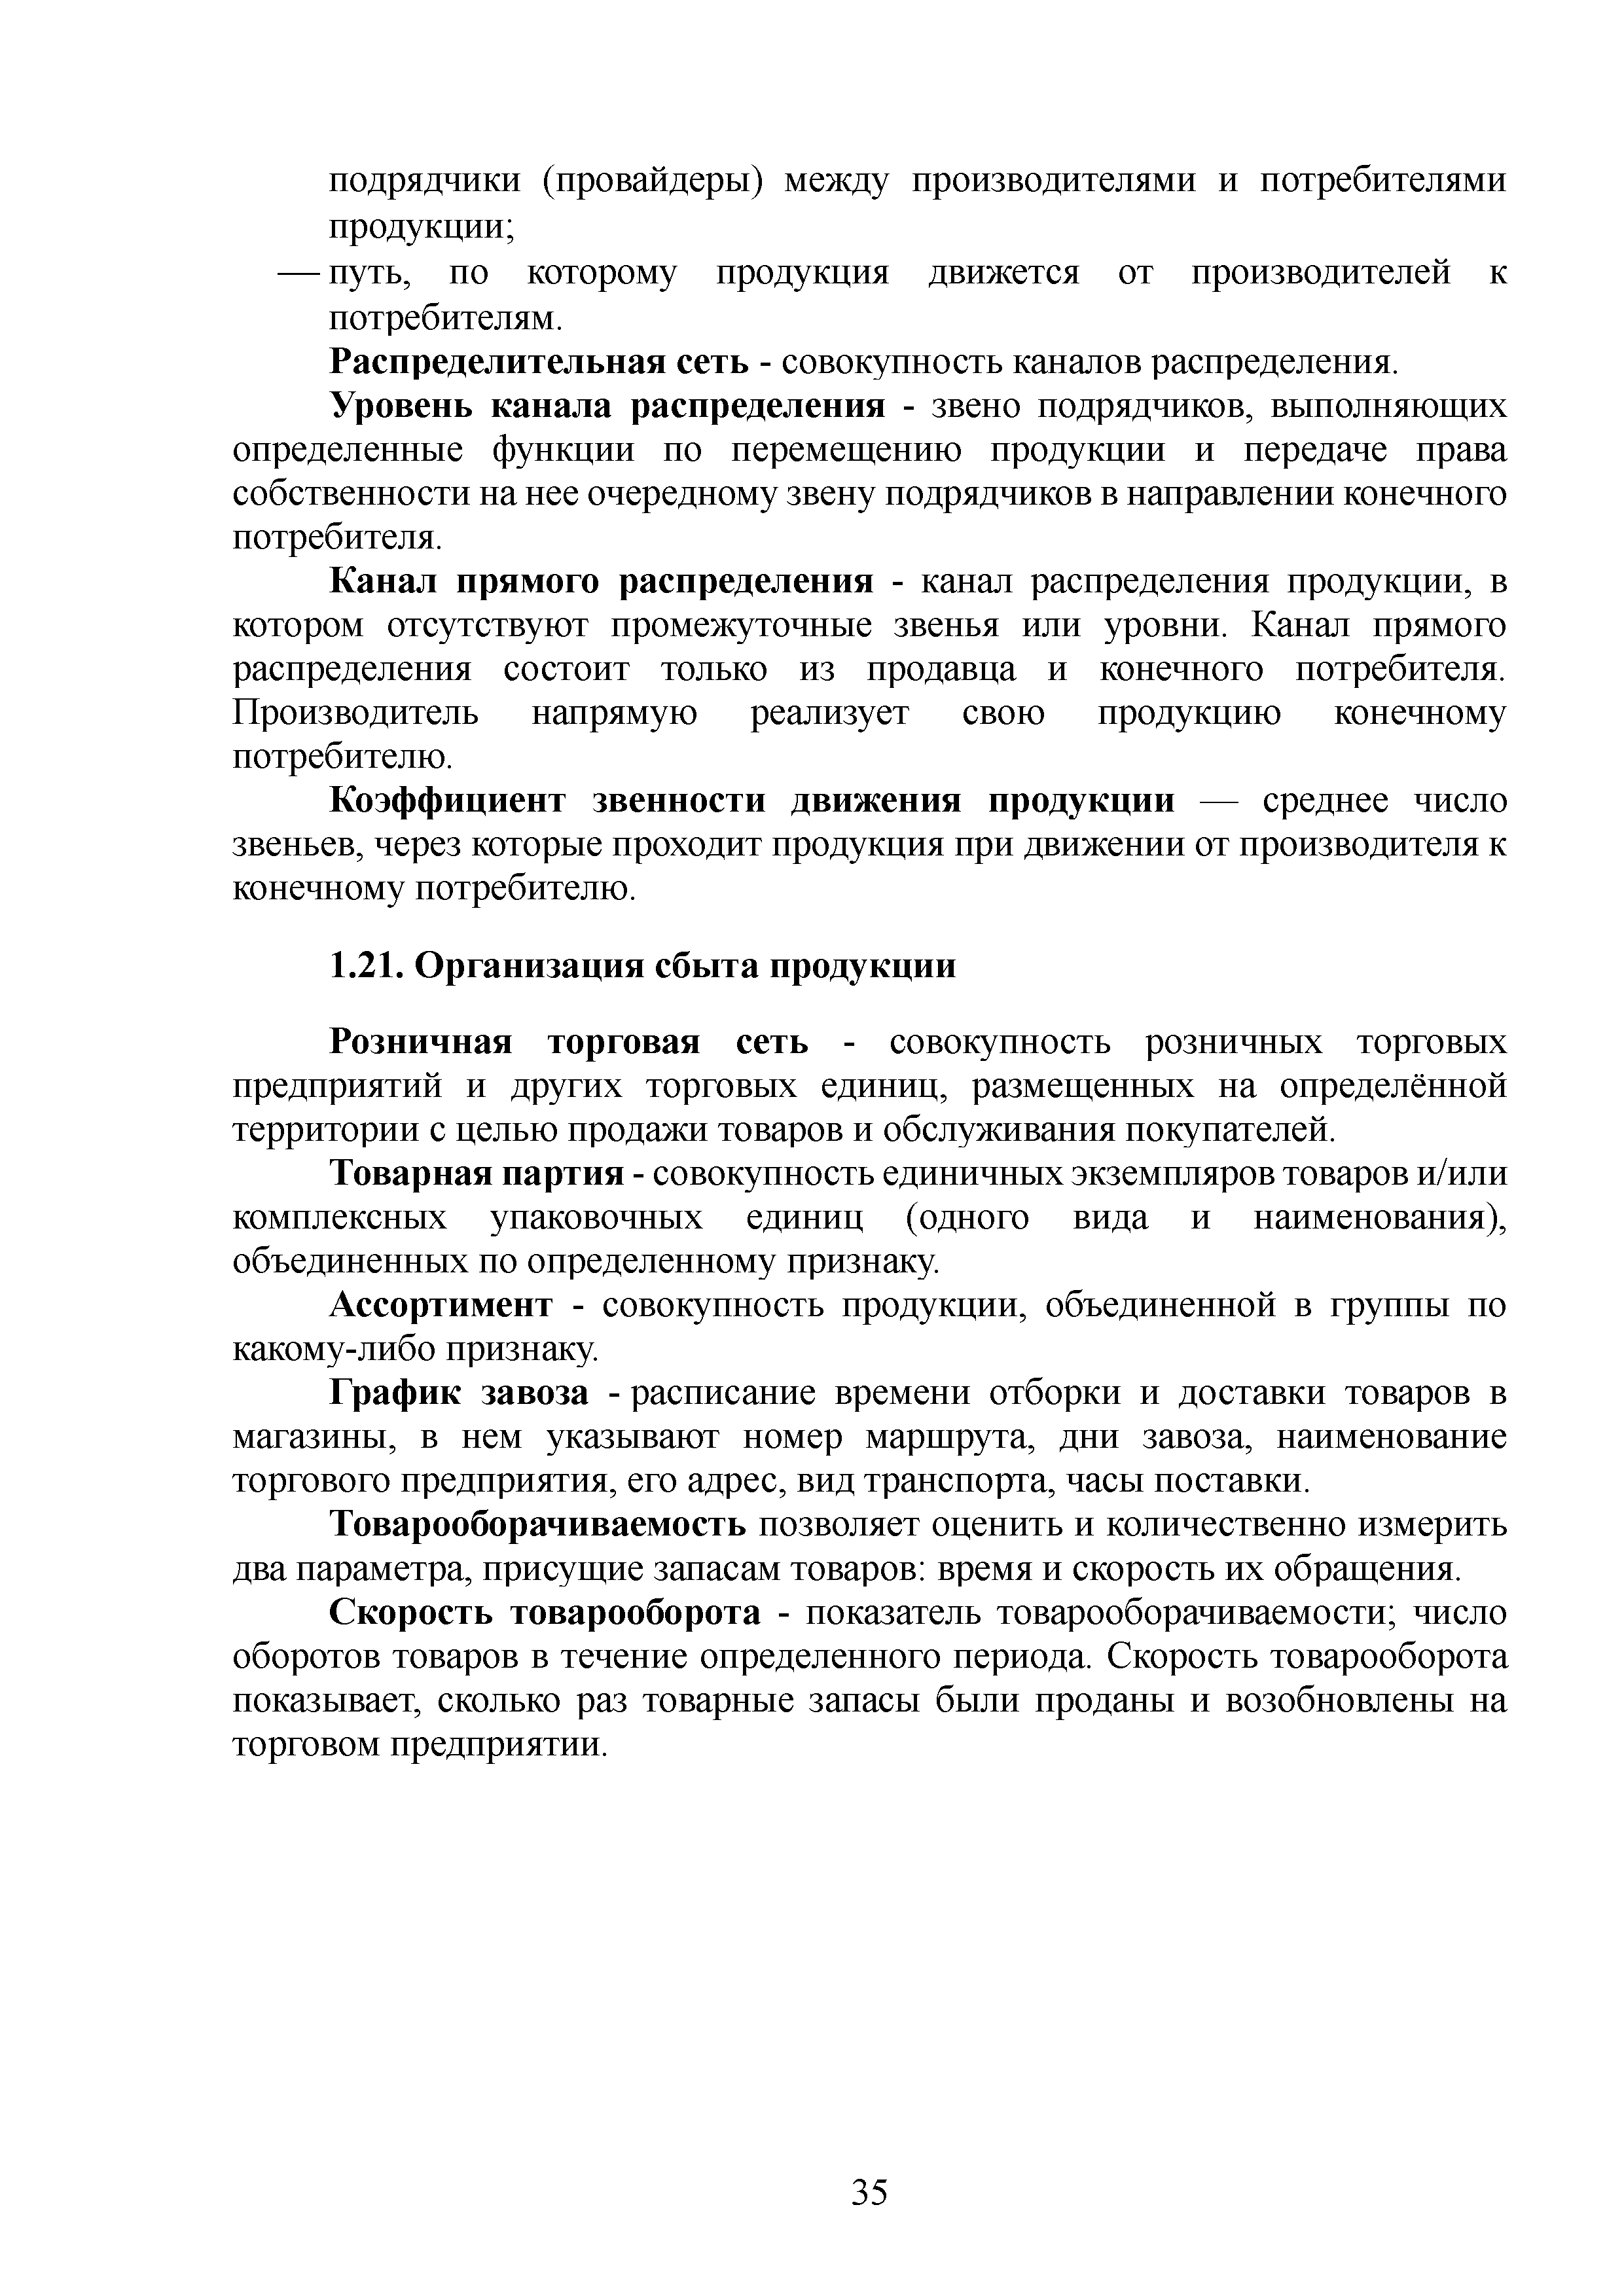 подрядчики (провайдеры) между производителями и потребителями
продукции;
— путь, по которому продукция движется от производителей к
потребителям.
Распределительная сеть - совокупность каналов распределения.
Уровень канала распределения - звено подрядчиков, выполняющих
определенные функции по перемещению продукции и передаче права
собственности на нее очередному звену подрядчиков в направлении конечного
потребителя.
Канал прямого распределения - канал распределения продукции, в
котором отсутствуют промежуточные звенья или уровни. Канал прямого
распределения состоит только из продавца и конечного потребителя.
Производитель напрямую реализует свою продукцию конечному
потребителю.
Коэффициент звенности движения продукции — среднее число
звеньев, через которые проходит продукция при движении от производителя к
конечному потребителю.
1.21. Организация сбыта продукции
Розничная торговая сеть - совокупность розничных торговых
предприятий и других торговых единиц, размещенных на определённой
территории с целью продажи товаров и обслуживания покупателей.
Товарная партия - совокупность единичных экземпляров товаров и/или
комплексных упаковочных единиц (одного вида и наименования),
объединенных по определенному признаку.
Ассортимент - совокупность продукции, объединенной в группы по
какому-либо признаку.
График завоза - расписание времени отборки и доставки товаров в
магазины, в нем указывают номер маршрута, дни завоза, наименование
торгового предприятия, его адрес, вид транспорта, часы поставки.
Товарооборачиваемость позволяет оценить и количественно измерить
два параметра, присущие запасам товаров: время и скорость их обращения.
Скорость товарооборота - показатель товарооборачиваемости; число
оборотов товаров в течение определенного периода. Скорость товарооборота
показывает, сколько раз товарные запасы были проданы и возобновлены на
торговом предприятии.
35